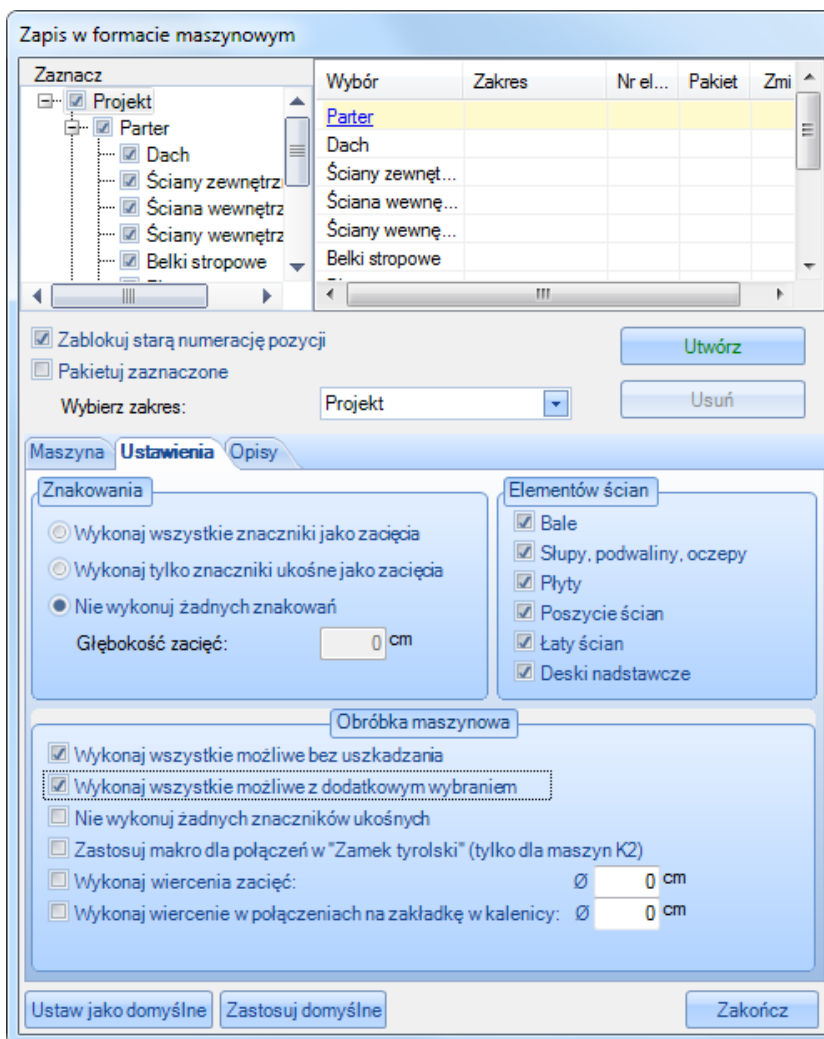 Zapis w formacie maszynowym
Zaznacz
Projekt
Parter
Dach
Ściany zewnętrz
Ściana wewnętrz
Ściany wewnętrz
Belki stropowe
Wybór Zakres Nr el... Pakiet Zmi
Parter
Dach
Ściany zewnęt...
Ściana wewnę...
Ściany wewnę...
Belki stropowe
Zablokuj starą numerację pozycji
Utwórz
Pakietuj zaznaczone
Wybierz zakres: Projekt
Usuń
Maszyna Ustawienia Opisy
Znakowania
Wykonaj wszystkie znaczniki jako zacięcia
Wykonaj tylko znaczniki ukośne jako zacięcia
Nie wykonuj żadnych znakowań
Głębokość zacięć: 0 cm
Elementów ścian
Bale
Słupy, podwaliny, oczepy
Płyty
Poszycie ścian
Łaty ścian
Deski nadstawcze
Obróbka maszynowa
Wykonaj wszystkie możliwe bez uszkadzania
Wykonaj wszystkie możliwe z dodatkowym wybraniem
Nie wykonuj żadnych znaczników ukośnych
Zastosuj makro dla połączeń w "Zamek tyrolski" (tylko dla maszyn K2)
Wykonaj wiercenia zacięć: Ø 0 cm
Wykonaj wiercenie w połączeniach na zakładkę w kalenicy: Ø 0 cm
Ustaw jako domyślne Zastosuj domyślne Zakończ